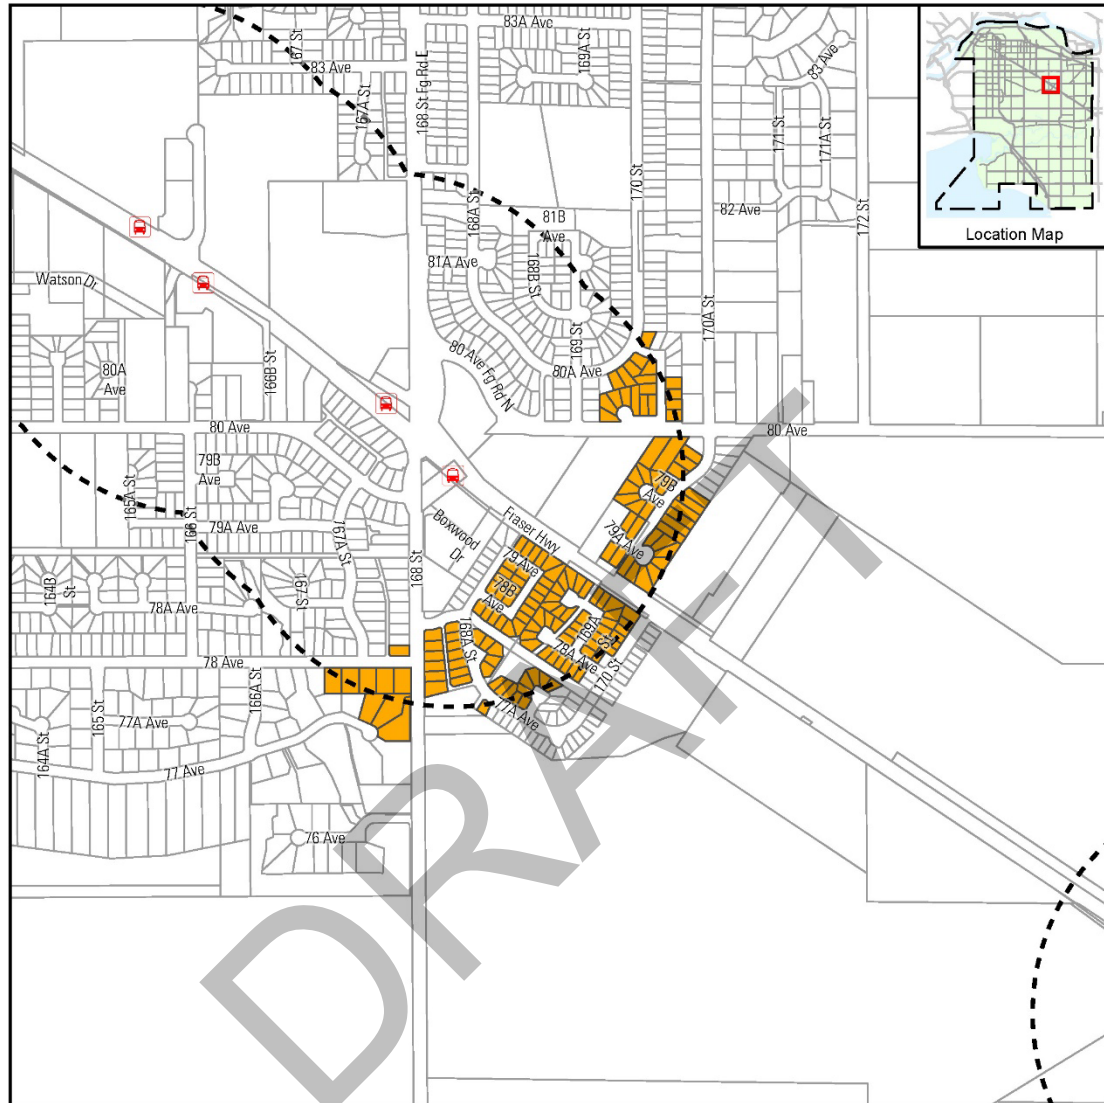 83A Ave
167 St
169A St
83 Ave
83 Ave
168 St Fg Rd E
167A St
171 St
171A St
170 St
168A St
82 Ave
172 St
81B
Ave
Location Map
81A Ave
168B St
Watson Dr
170A St
169 St
80 Ave Fg Rd N
166B St
80A
Ave
80A Ave
80 Ave
80 Ave
79B
Ave
79B
Ave
165A St
166 St
79A Ave
167A St
Boxwood
Dr
Fraser Hwy
79A Ave
79 Ave
168 St
164B
St
167 St
78B
Ave
78A Ave
168A St
169A
St
78A Ave
78 Ave
170 St
166A St
165 St
77A Ave
77A Ave
164A St
77 Ave
76 Ave
DRAFT